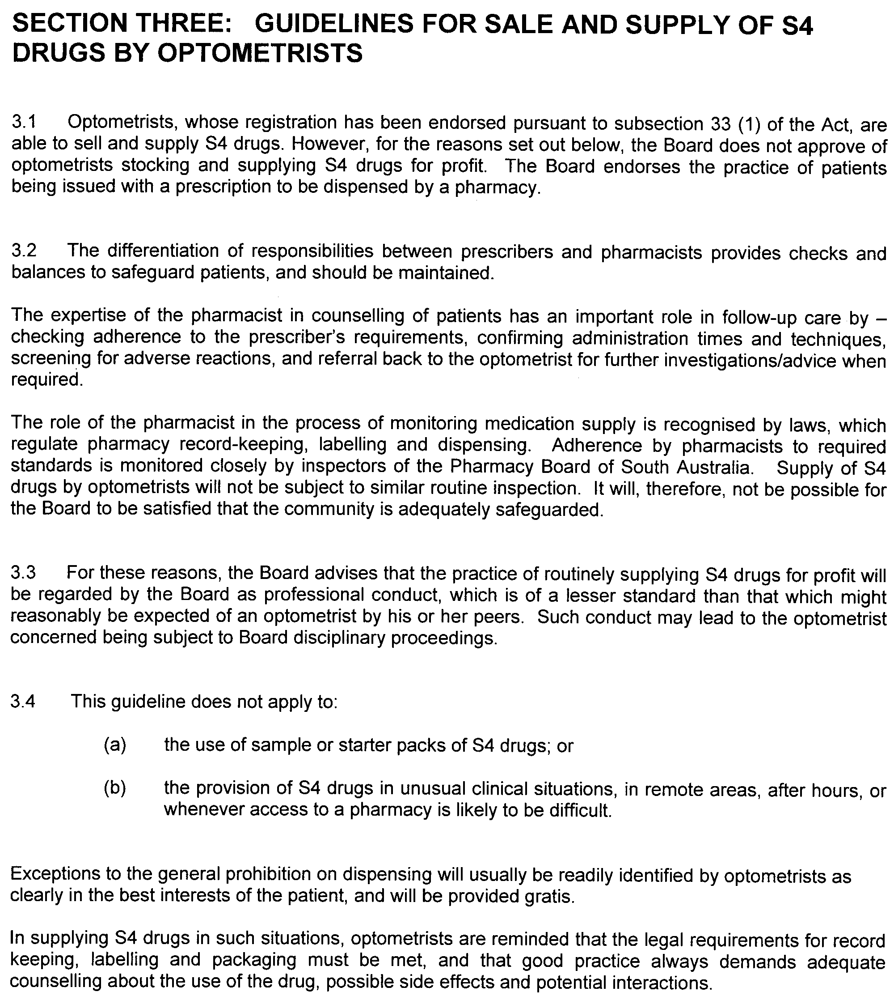 SECTION THREE: GUIDELINES FOR SALE AND SUPPLY OF S4
DRUGS BY OPTOMETRISTS
3.1 Optometrists, whose registration has been endorsed pursuant to subsection 33 (1) of the Act, are
able to sell and supply S4 drugs. However, for the reasons set out below, the Board does not approve of
optometrists stocking and supplying S4 drugs for profit. The Board endorses the practice of patients
being issued with a prescription to be dispensed by a pharmacy.
3.2 The differentiation of responsibilities between prescribers and pharmacists provides checks and
balances to safeguard patients, and should be maintained.
The expertise of the pharmacist in counselling of patients has an important role in follow-up care by –
checking adherence to the prescriber's requirements, confirming administration times and techniques,
screening for adverse reactions, and referral back to the optometrist for further investigations/advice when
required.
The role of the pharmacist in the process of monitoring medication supply is recognised by laws, which
regulate pharmacy record-keeping, labelling and dispensing. Adherence by pharmacists to required
standards is monitored closely by inspectors of the Pharmacy Board of South Australia. Supply of S4
drugs by optometrists will not be subject to similar routine inspection. It will, therefore, not be possible for
the Board to be satisfied that the community is adequately safeguarded.
3.3 For these reasons, the Board advises that the practice of routinely supplying S4 drugs for profit will
be regarded by the Board as professional conduct, which is of a lesser standard than that which might
reasonably be expected of an optometrist by his or her peers. Such conduct may lead to the optometrist
concerned being subject to Board disciplinary proceedings.
3.4 This guideline does not apply to:
(a) the use of sample or starter packs of S4 drugs; or
(b) the provision of S4 drugs in unusual clinical situations, in remote areas, after hours, or
whenever access to a pharmacy is likely to be difficult.
Exceptions to the general prohibition on dispensing will usually be readily identified by optometrists as
clearly in the best interests of the patient, and will be provided gratis.
In supplying S4 drugs in such situations, optometrists are reminded that the legal requirements for record
keeping, labelling and packaging must be met, and that good practice always demands adequate
counselling about the use of the drug, possible side effects and potential interactions.